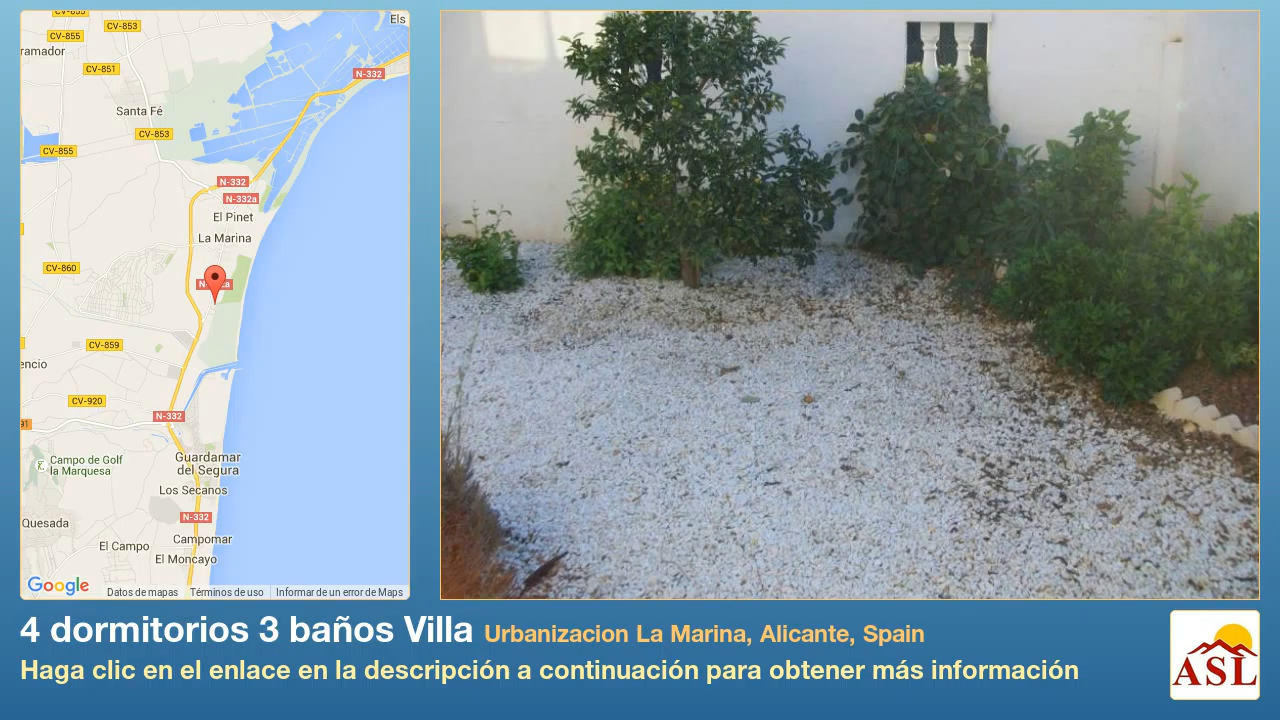 CV-853
CV-855
ramador
Els
N-332
CV-851
Santa Fé
CV-853
CV-855
N-332
N-332a
El Pinet
La Marina
CV-860
CV-859
encio
CV-920
N-332
91
Campo de Golf
la Marquesa
Guardamar
del Segura
Los Secanos
N-332
Quesada
El Campo
Campomar
El Moncayo
Google
Datos de mapas
Términos de uso
Informar de un error de Maps
4 dormitorios 3 baños Villa Urbanizacion La Marina, Alicante, Spain
Haga clic en el enlace en la descripción a continuación para obtener más información
ASL